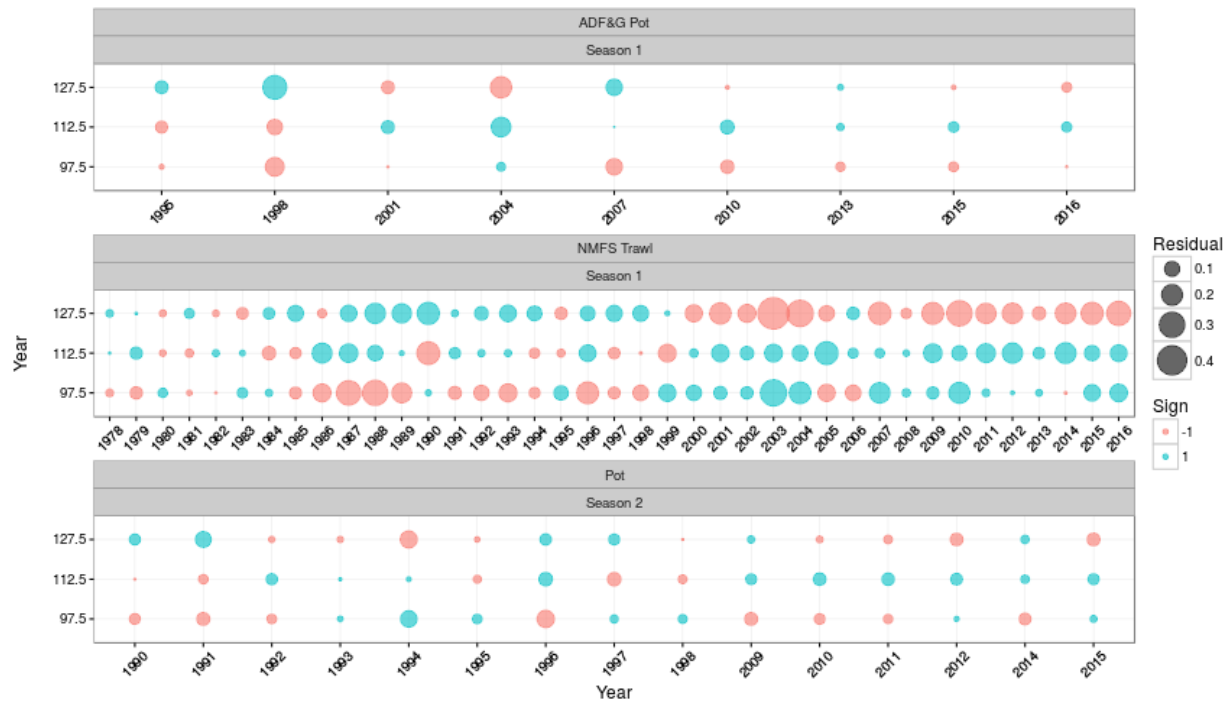 ADF&G Pot
Season 1
127.5
112.5
97.5
1995 1998 2001 2004 2007 2010 2013 2015 2016
NMFS Trawl
Season 1
127.5
112.5
97.5
1978 1979 1980 1981 1982 1983 1984 1985 1986 1987 1988 1989 1990 1991 1992 1993 1994 1995 1996 1997 1998 1999 2000 2001 2002 2003 2004 2005 2006 2007 2008 2009 2010 2011 2012 2013 2014 2015 2016
Pot
Season 2
127.5
112.5
97.5
1990 1991 1992 1993 1994 1995 1996 1997 1998 2009 2010 2011 2012 2014 2015
Year
Year
Residual
0.1
0.2
0.3
0.4
Sign
-1
1